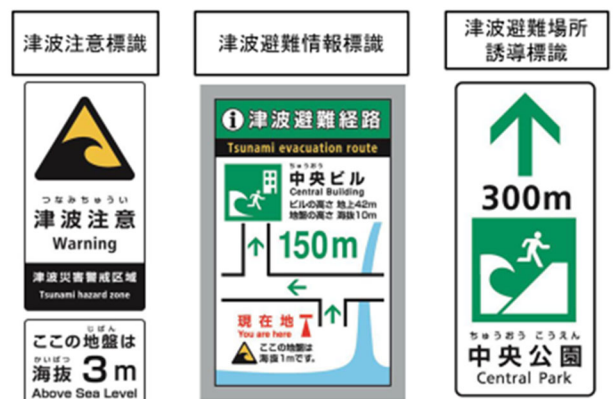 津波注意標識
つなみちゅうい
津波注意
Warning
津波災害警戒区域
Tsunami hazard zone
じばん
ここの地盤は
かいばつ
海抜 3m
Above Sea Level
津波避難情報標識
i 津波避難経路
Tsunami evacuation route
ちゅうおう
中央ビル
Central Building
ビルの高さ 地上42m
地盤の高さ 海抜10m
150m
現在地
You are here
ここの地盤は
海抜1mです。
津波避難場所
誘導標識
300m
ちゅうおう こうえん
中央公園
Central Park